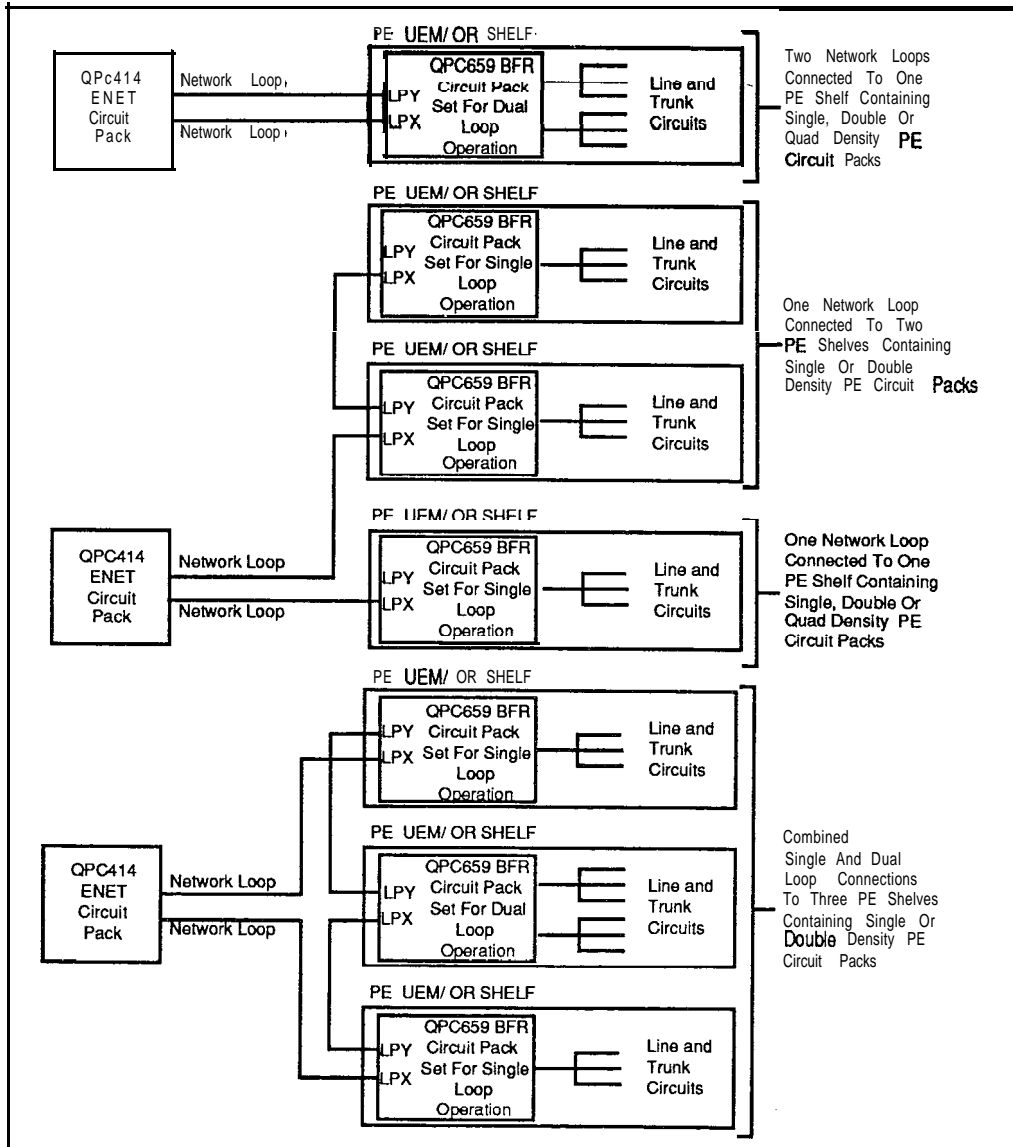 PE UEM/ OR SHELF
QPc414
ENET
Circuit
Pack
Network Loop
Network Loop
LPY
LPX
QPC659 BFR
Circuit Pack
Set For Dual
Loop
Operation
Line and
Trunk
Circuits
Two Network Loops
Connected To One
PE Shelf Containing
Single, Double Or
Quad Density PE
Circuit Packs
PE UEM/ OR SHELF
LPY
LPX
QPC659 BFR
Circuit Pack
Set For Single
Loop
Operation
Line and
Trunk
Circuits
One Network Loop
Connected To Two
PE Shelves Containing
Single Or Double
Density PE Circuit Packs
PE UEM/ OR SHELF
LPY
LPX
QPC659 BFR
Circuit Pack
Set For Single
Loop
Operation
Line and
Trunk
Circuits
QPC414
ENET
Circuit
Pack
Network Loop
Network Loop
PE UEM/ OR SHELF
LPY
LPX
QPC659 BFR
Circuit Pack
Set For Single
Loop
Operation
Line and
Trunk
Circuits
One Network Loop
Connected To One
PE Shelf Containing
Single, Double Or
Quad Density PE
Circuit Packs
PE UEM/ OR SHELF
LPY
LPX
QPC659 BFR
Circuit Pack
Set For Single
Loop
Operation
Line and
Trunk
Circuits
QPC414
ENET
Circuit
Pack
Network Loop
Network Loop
PE UEM/ OR SHELF
LPY
LPX
QPC659 BFR
Circuit Pack
Set For Dual
Loop
Operation
Line and
Trunk
Circuits
Combined
Single And Dual
Loop Connections
To Three PE Shelves
Containing Single Or
Double Density PE
Circuit Packs
PE UEM/ OR SHELF
LPY
LPX
QPC659 BFR
Circuit Pack
Set For Single
Loop
Operation
Line and
Trunk
Circuits